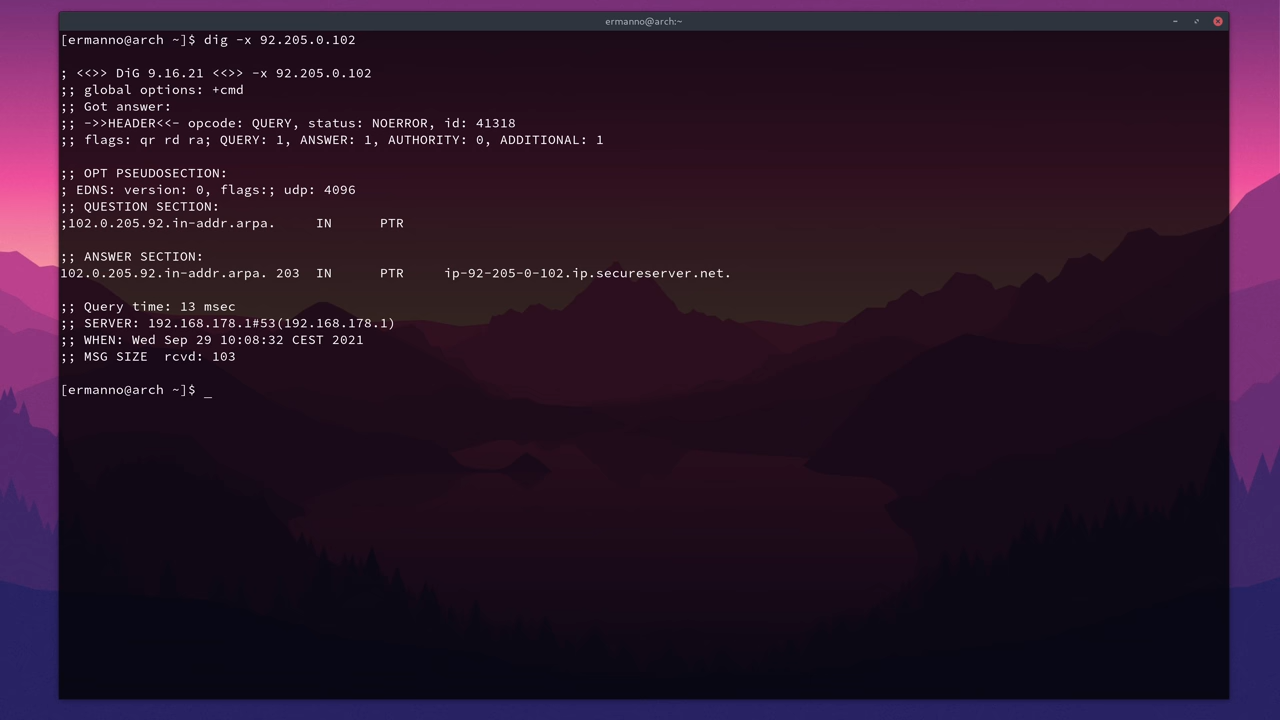 ermanno@arch:~
[ermanno@arch ~]$ dig -x 92.205.0.102
; <<>> DiG 9.16.21 <<>> -x 92.205.0.102
;; global options: +cmd
;; Got answer:
;; ->>HEADER<<- opcode: QUERY, status: NOERROR, id: 41318
;; flags: qr rd ra; QUERY: 1, ANSWER: 1, AUTHORITY: 0, ADDITIONAL: 1
;; OPT PSEUDOSECTION:
; EDNS: version: 0, flags:; udp: 4096
;; QUESTION SECTION:
;102.0.205.92.in-addr.arpa.	IN	PTR
;; ANSWER SECTION:
102.0.205.92.in-addr.arpa. 203	IN	PTR	ip-92-205-0-102.ip.secureserver.net.
;; Query time: 13 msec
;; SERVER: 192.168.178.1#53(192.168.178.1)
;; WHEN: Wed Sep 29 10:08:32 CEST 2021
;; MSG SIZE  rcvd: 103
[ermanno@arch ~]$ _